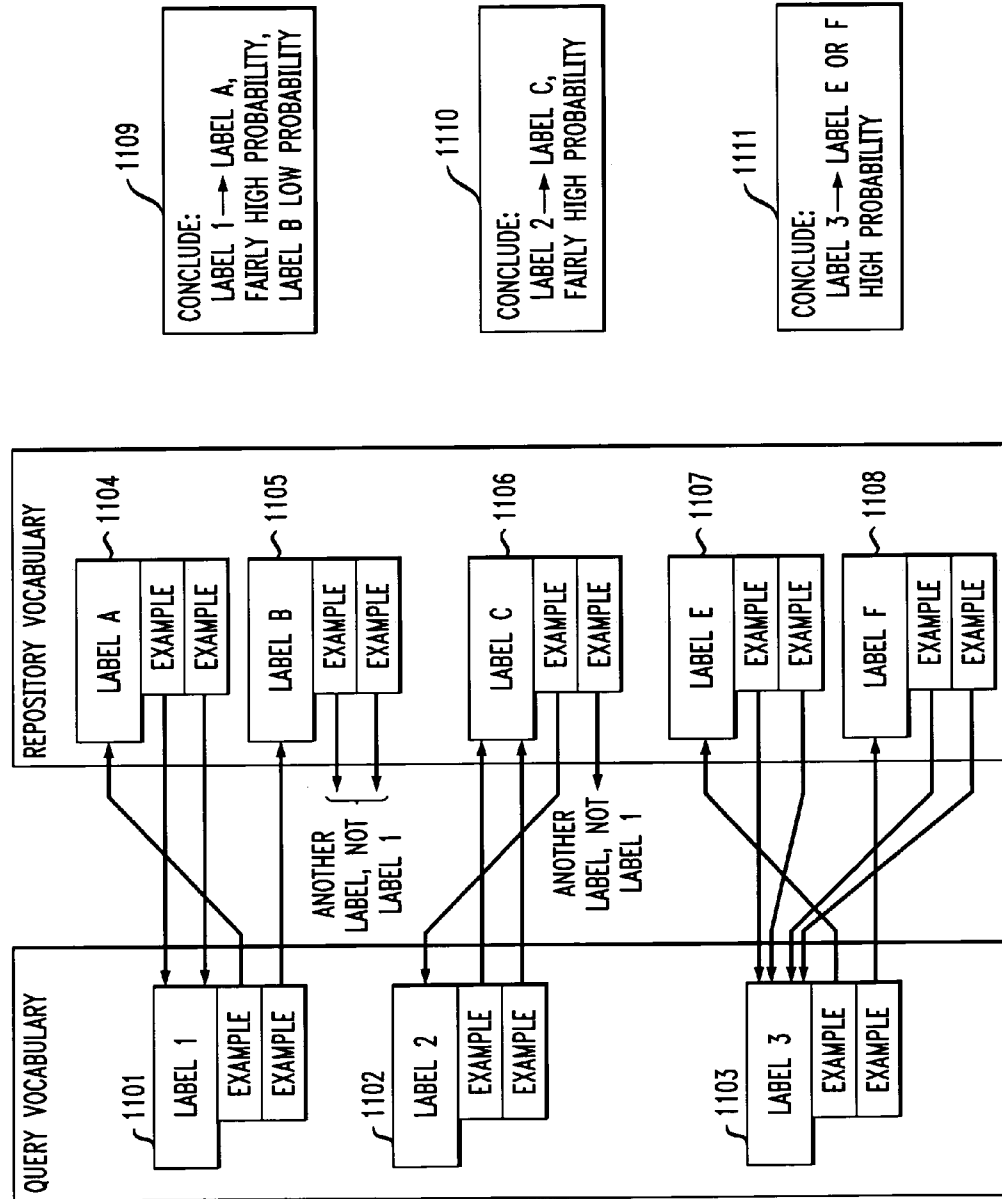 QUERY VOCABULARY
1101
LABEL 1
EXAMPLE
EXAMPLE
1102
LABEL 2
EXAMPLE
EXAMPLE
1103
LABEL 3
EXAMPLE
EXAMPLE
ANOTHER
LABEL, NOT
LABEL 1
ANOTHER
LABEL, NOT
LABEL 1
REPOSITORY VOCABULARY
LABEL A
1104
EXAMPLE
EXAMPLE
LABEL B
1105
EXAMPLE
EXAMPLE
LABEL C
1106
EXAMPLE
EXAMPLE
LABEL E
1107
EXAMPLE
EXAMPLE
LABEL F
1108
EXAMPLE
EXAMPLE
1109
CONCLUDE:
LABEL 1 → LABEL A,
FAIRLY HIGH PROBABILITY,
LABEL B LOW PROBABILITY
1110
CONCLUDE:
LABEL 2 → LABEL C,
FAIRLY HIGH PROBABILITY
1111
CONCLUDE:
LABEL 3 → LABEL E OR F
HIGH PROBABILITY